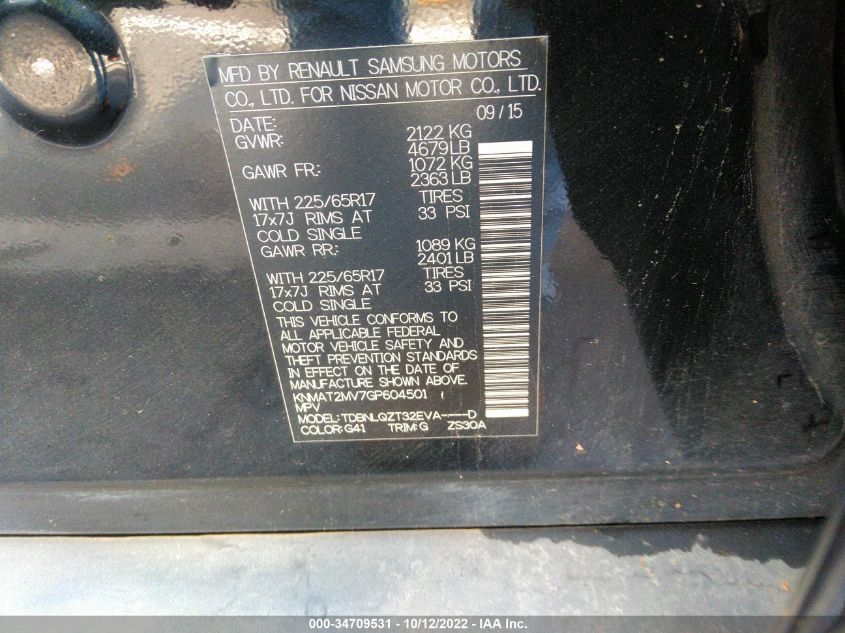 MFD BY RENAULT SAMSUNG MOTORS
CO., LTD. FOR NISSAN MOTOR CO., LTD.
DATE: 09/15
GVWR: 2122 KG
4679 LB
GAWR FR: 1072 KG
2363 LB
WITH 225/65R17 TIRES
17x7J RIMS AT 33 PSI
COLD SINGLE
GAWR RR: 1089 KG
2401 LB
WITH 225/65R17 TIRES
17x7J RIMS AT 33 PSI
COLD SINGLE
THIS VEHICLE CONFORMS TO
ALL APPLICABLE FEDERAL
MOTOR VEHICLE SAFETY AND
THEFT PREVENTION STANDARDS
IN EFFECT ON THE DATE OF
MANUFACTURE SHOWN ABOVE.
KNMAT2MV7GP604501
MPV
MODEL: TDBNLQZT32EVA----D
COLOR: G41 TRIM: G ZS30A
000-34709531 - 10/12/2022 - IAA Inc.